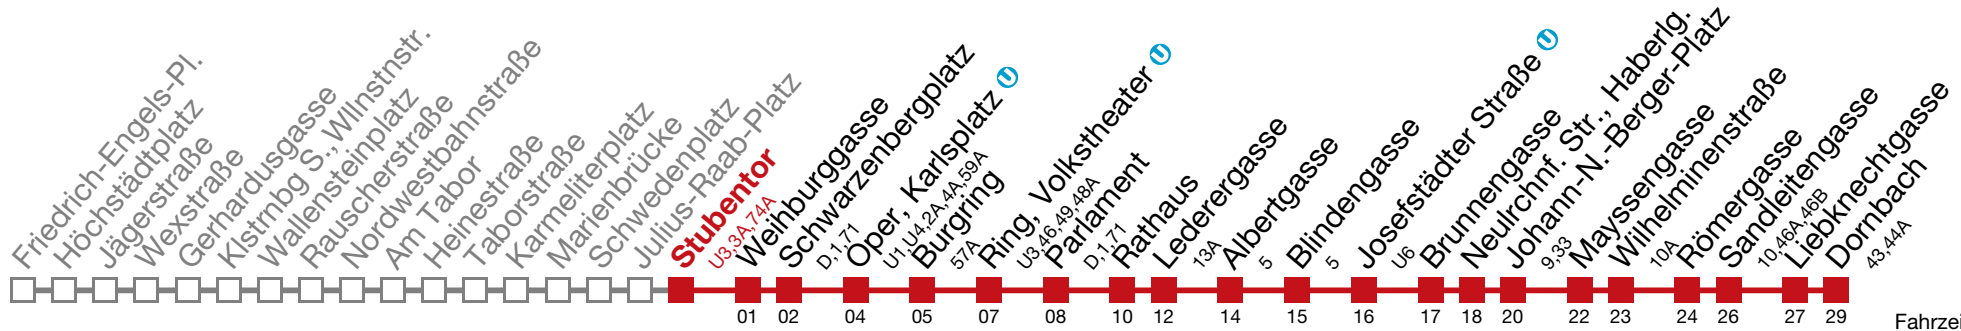 Friedrich-Engels-Pl.
Höchstädtplatz
Jägerstraße
Wexstraße
Gerhardusgasse
Klstrnbg S., Wllnstnstr.
Wallensteinplatz
Rauscherstraße
Nordwestbahnstraße
Am Tabor
Heinestraße
Taborstraße
Karmeliterplatz
Marienbrücke
Schwedenplatz
Julius-Raab-Platz
Stubentor
U3,3A,74A
Weihburggasse
Schwarzenbergplatz
D,1,71
Oper, Karlsplatz U
U1,U4,2A,4A,59A
Burgring
57A
Ring, Volkstheater U
U3,46,49,48A
Parlament
D,1,71
Rathaus
Lederergasse
13A
Albertgasse
5
Blindengasse
5
Josefstädter Straße U
U6
Brunnengasse
Neulrchnf. Str., Haberlg.
Johann-N.-Berger-Platz
9,33
Mayssengasse
Wilhelminenstraße
10A
Römergasse
Sandleitengasse
10,46A,46B
Liebknechtgasse
Dornbach
43,44A
01 02 04 05 07 08 10 12 14 15 16 17 18 20 22 23 24 26 27 29 Fahrzei